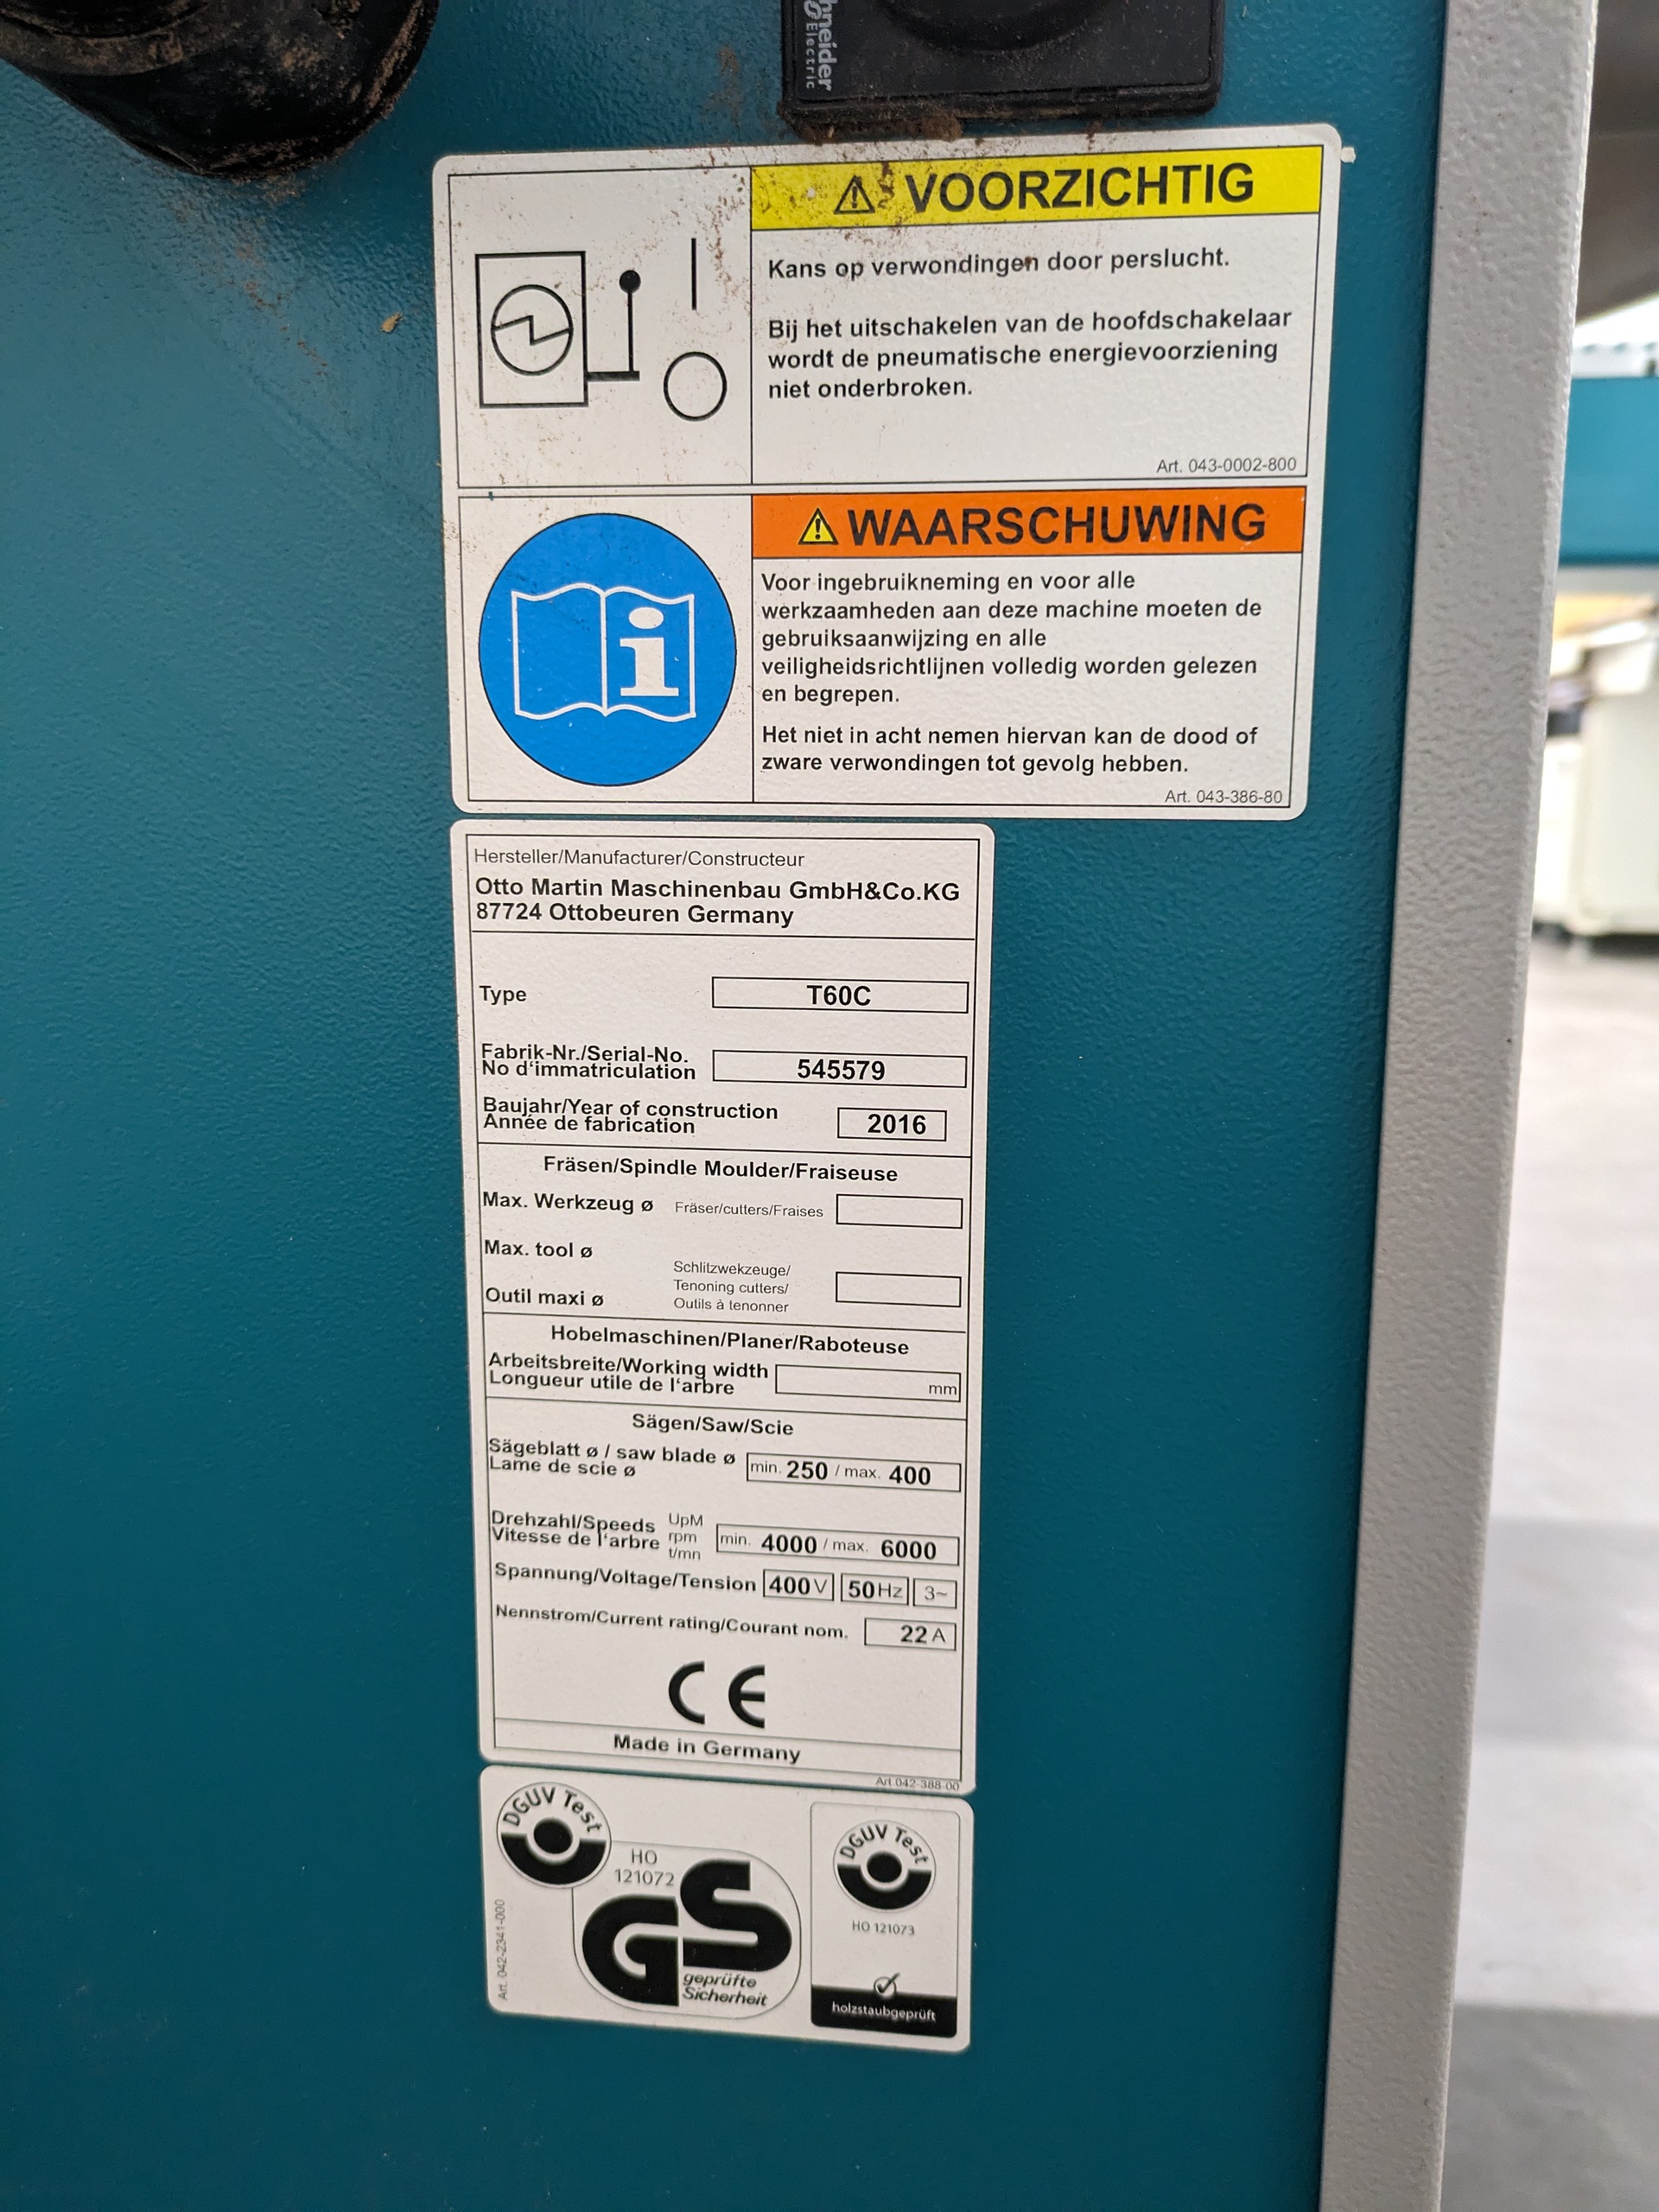 hneider
Electric
VOORZICHTIG
Kans op verwondingen door perslucht.
Bij het uitschakelen van de hoofdschakelaar
wordt de pneumatische energievoorziening
niet onderbroken.
Art. 043-0002-800
WAARSCHUWING
Voor ingebruikneming en voor alle
werkzaamheden aan deze machine moeten de
gebruiksaanwijzing en alle
veiligheidsrichtlijnen volledig worden gelezen
en begrepen.
Het niet in acht nemen hiervan kan de dood of
zware verwondingen tot gevolg hebben.
Art. 043-386-80
Hersteller/Manufacturer/Constructeur
Otto Martin Maschinenbau GmbH&Co.KG
87724 Ottobeuren Germany
Type T60C
Fabrik-Nr./Serial-No.
No d'immatriculation 545579
Baujahr/Year of construction
Année de fabrication 2016
Fräsen/Spindle Moulder/Fraiseuse
Max. Werkzeug ø Fräser/cutters/Fraises
Max. tool ø
Schlitzwekzeuge/
Tenoning cutters/
Outil maxi ø Outils à tenonner
Hobelmaschinen/Planer/Raboteuse
Arbeitsbreite/Working width
Longueur utile de l'arbre mm
Sägen/Saw/Scie
Sägeblatt ø / saw blade ø
Lame de scie ø min. 250 / max. 400
Drehzahl/Speeds UpM
Vitesse de l'arbre rpm min. 4000 / max. 6000
t/mn
Spannung/Voltage/Tension 400 V 50 Hz 3~
Nennstrom/Current rating/Courant nom. 22 A
CE
Made in Germany
Art.042-388-00
DGUV Test
HO
121072
GS
geprüfte
Sicherheit
Art. 042-2341-000
DGUV Test
HO 121073
holzstaubgeprüft